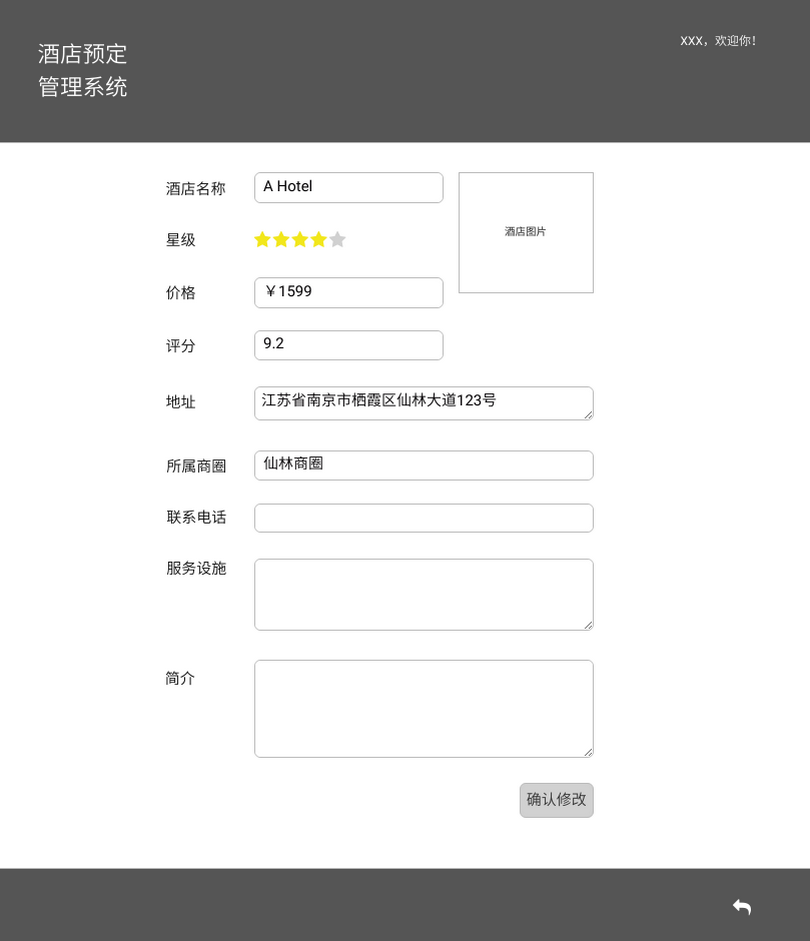 酒店预定
管理系统
XXX，欢迎你！
酒店名称
A Hotel
酒店图片
星级
价格
￥1599
评分
9.2
地址
江苏省南京市栖霞区仙林大道123号
所属商圈
仙林商圈
联系电话
服务设施
简介
确认修改